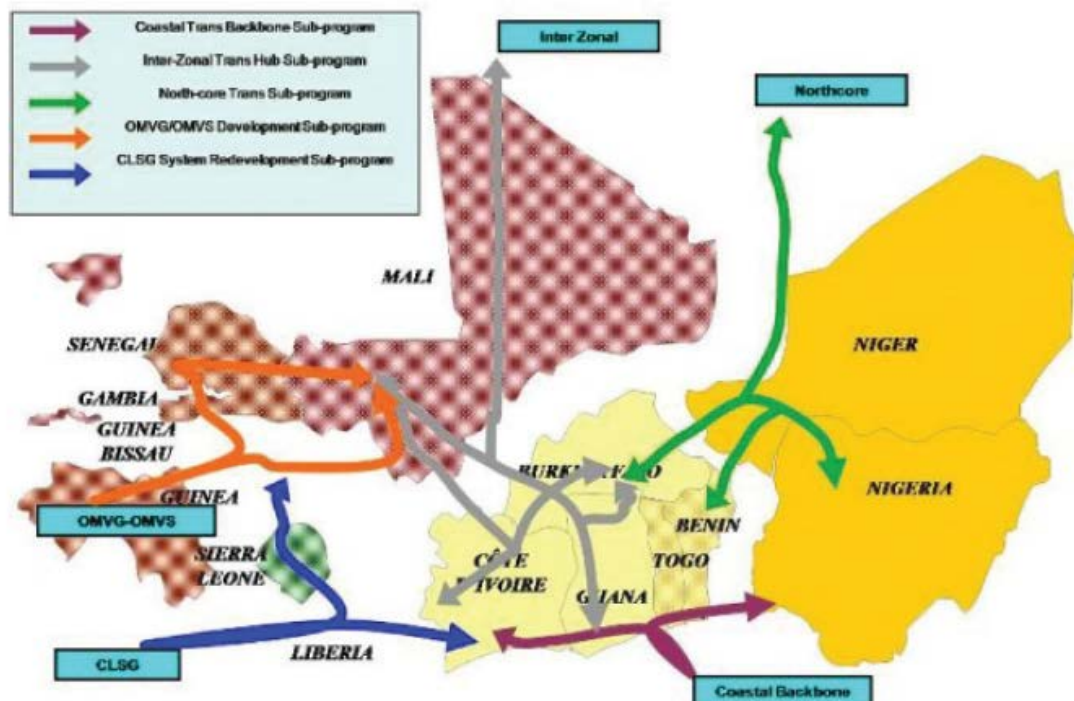 Coastal Trans Backbone Sub-program
Inter-Zonal Trans Hub Sub-program
North-core Trans Sub-program
OMVG/OMVS Development Sub-program
CLSG System Redevelopment Sub-program
Inter Zonal
Northcore
MALI
SENEGAL
NIGER
GAMBIA
GUINEA
BISSAU
BURKINA FASO
GUINEA
NIGERIA
OMVG-OMVS
BENIN
SIERRA
LEONE
CÔTE
D'IVOIRE
TOGO
GHANA
LIBERIA
CLSG
Coastal Backbone